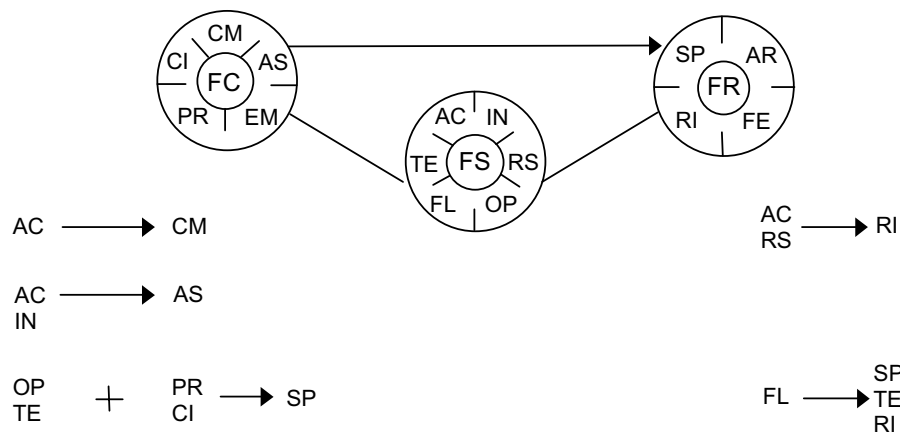 CM
CI
AS
FC
PR
EM
SP
AR
FR
RI
FE
AC
IN
TE
FS
RS
FL
OP
AC CM
AC
RS
RI
AC AS
IN
OP
TE
+
PR
CI
SP
FL
SP
TE
RI